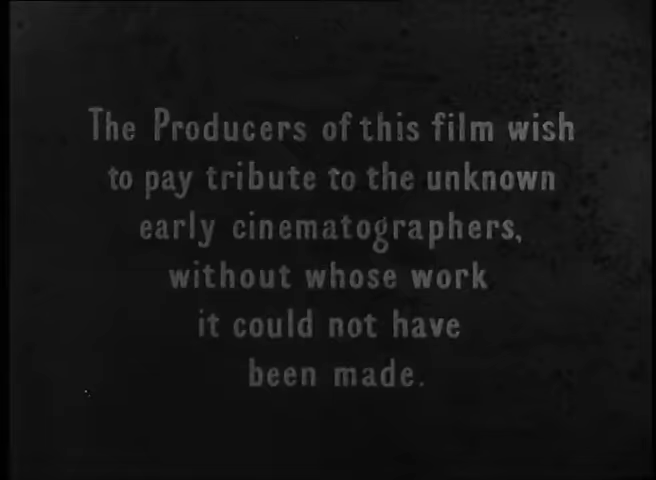 The Producers of this film wish
to pay tribute to the unknown
early cinematographers,
without whose work
it could not have
been made.